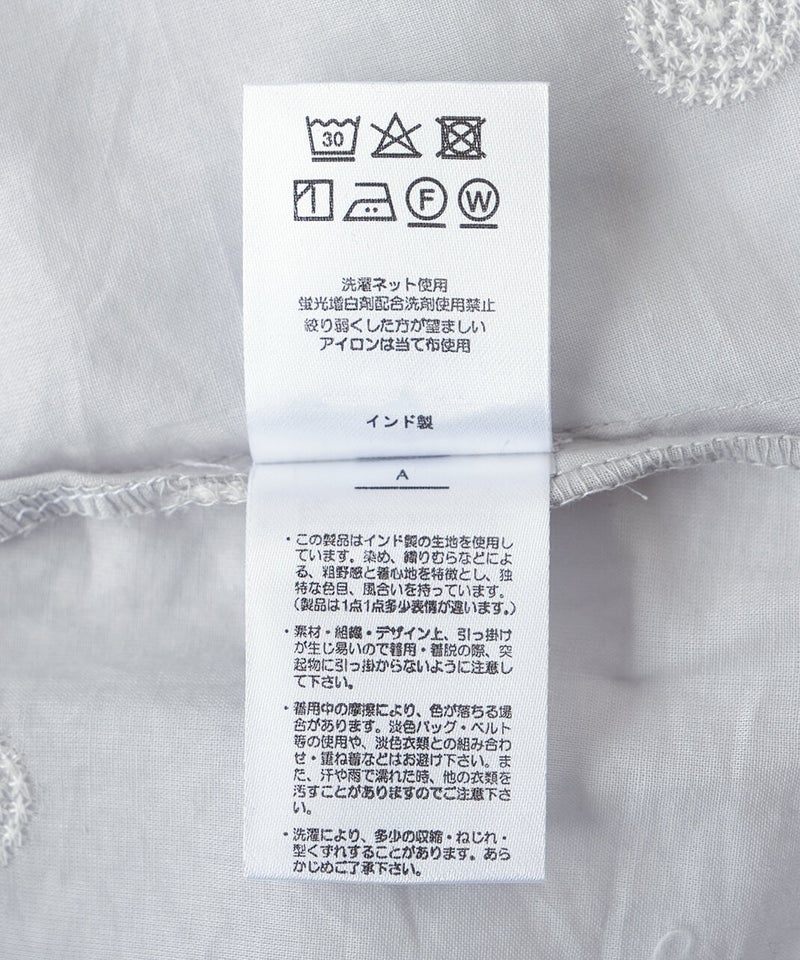 30
F W
洗濯ネット使用
蛍光増白剤配合洗剤使用禁止
絞り弱くした方が望ましい
アイロンは当て布使用
インド製
A
・この製品はインド製の生地を使用し
ています。染め、織りむらなどによ
る、粗野感と着心地を特徴とし、独
特な色目、風合いを持っています。
（製品は1点1点多少表情が違います。）
・素材・組織・デザイン上、引っ掛け
が生じ易いので着用・着脱の際、突
起物に引っ掛からないように注意し
て下さい。
・着用中の摩擦により、色が落ちる場
合があります。淡色バッグ・ベルト
等の使用や、淡色衣類との組み合わ
せ・重ね着などはお避け下さい。ま
た、汗や雨で濡れた時、他の衣類を
汚すことがありますのでご注意下さ
い。
・洗濯により、多少の収縮・ねじれ・
型くずれすることがあります。あら
かじめご了承下さい。